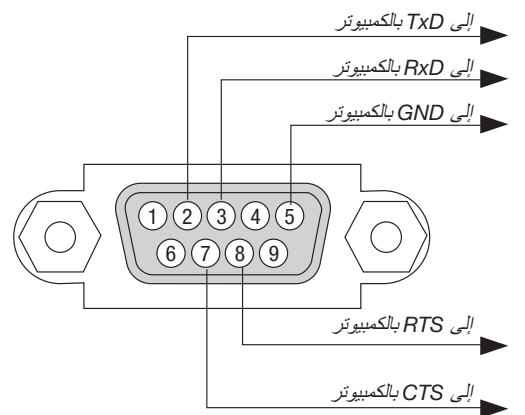 إلى TxD بالكمبيوتر
إلى RxD بالكمبيوتر
إلى GND بالكمبيوتر
1 2 3 4 5
6 7 8 9
إلى RTS بالكمبيوتر
إلى CTS بالكمبيوتر